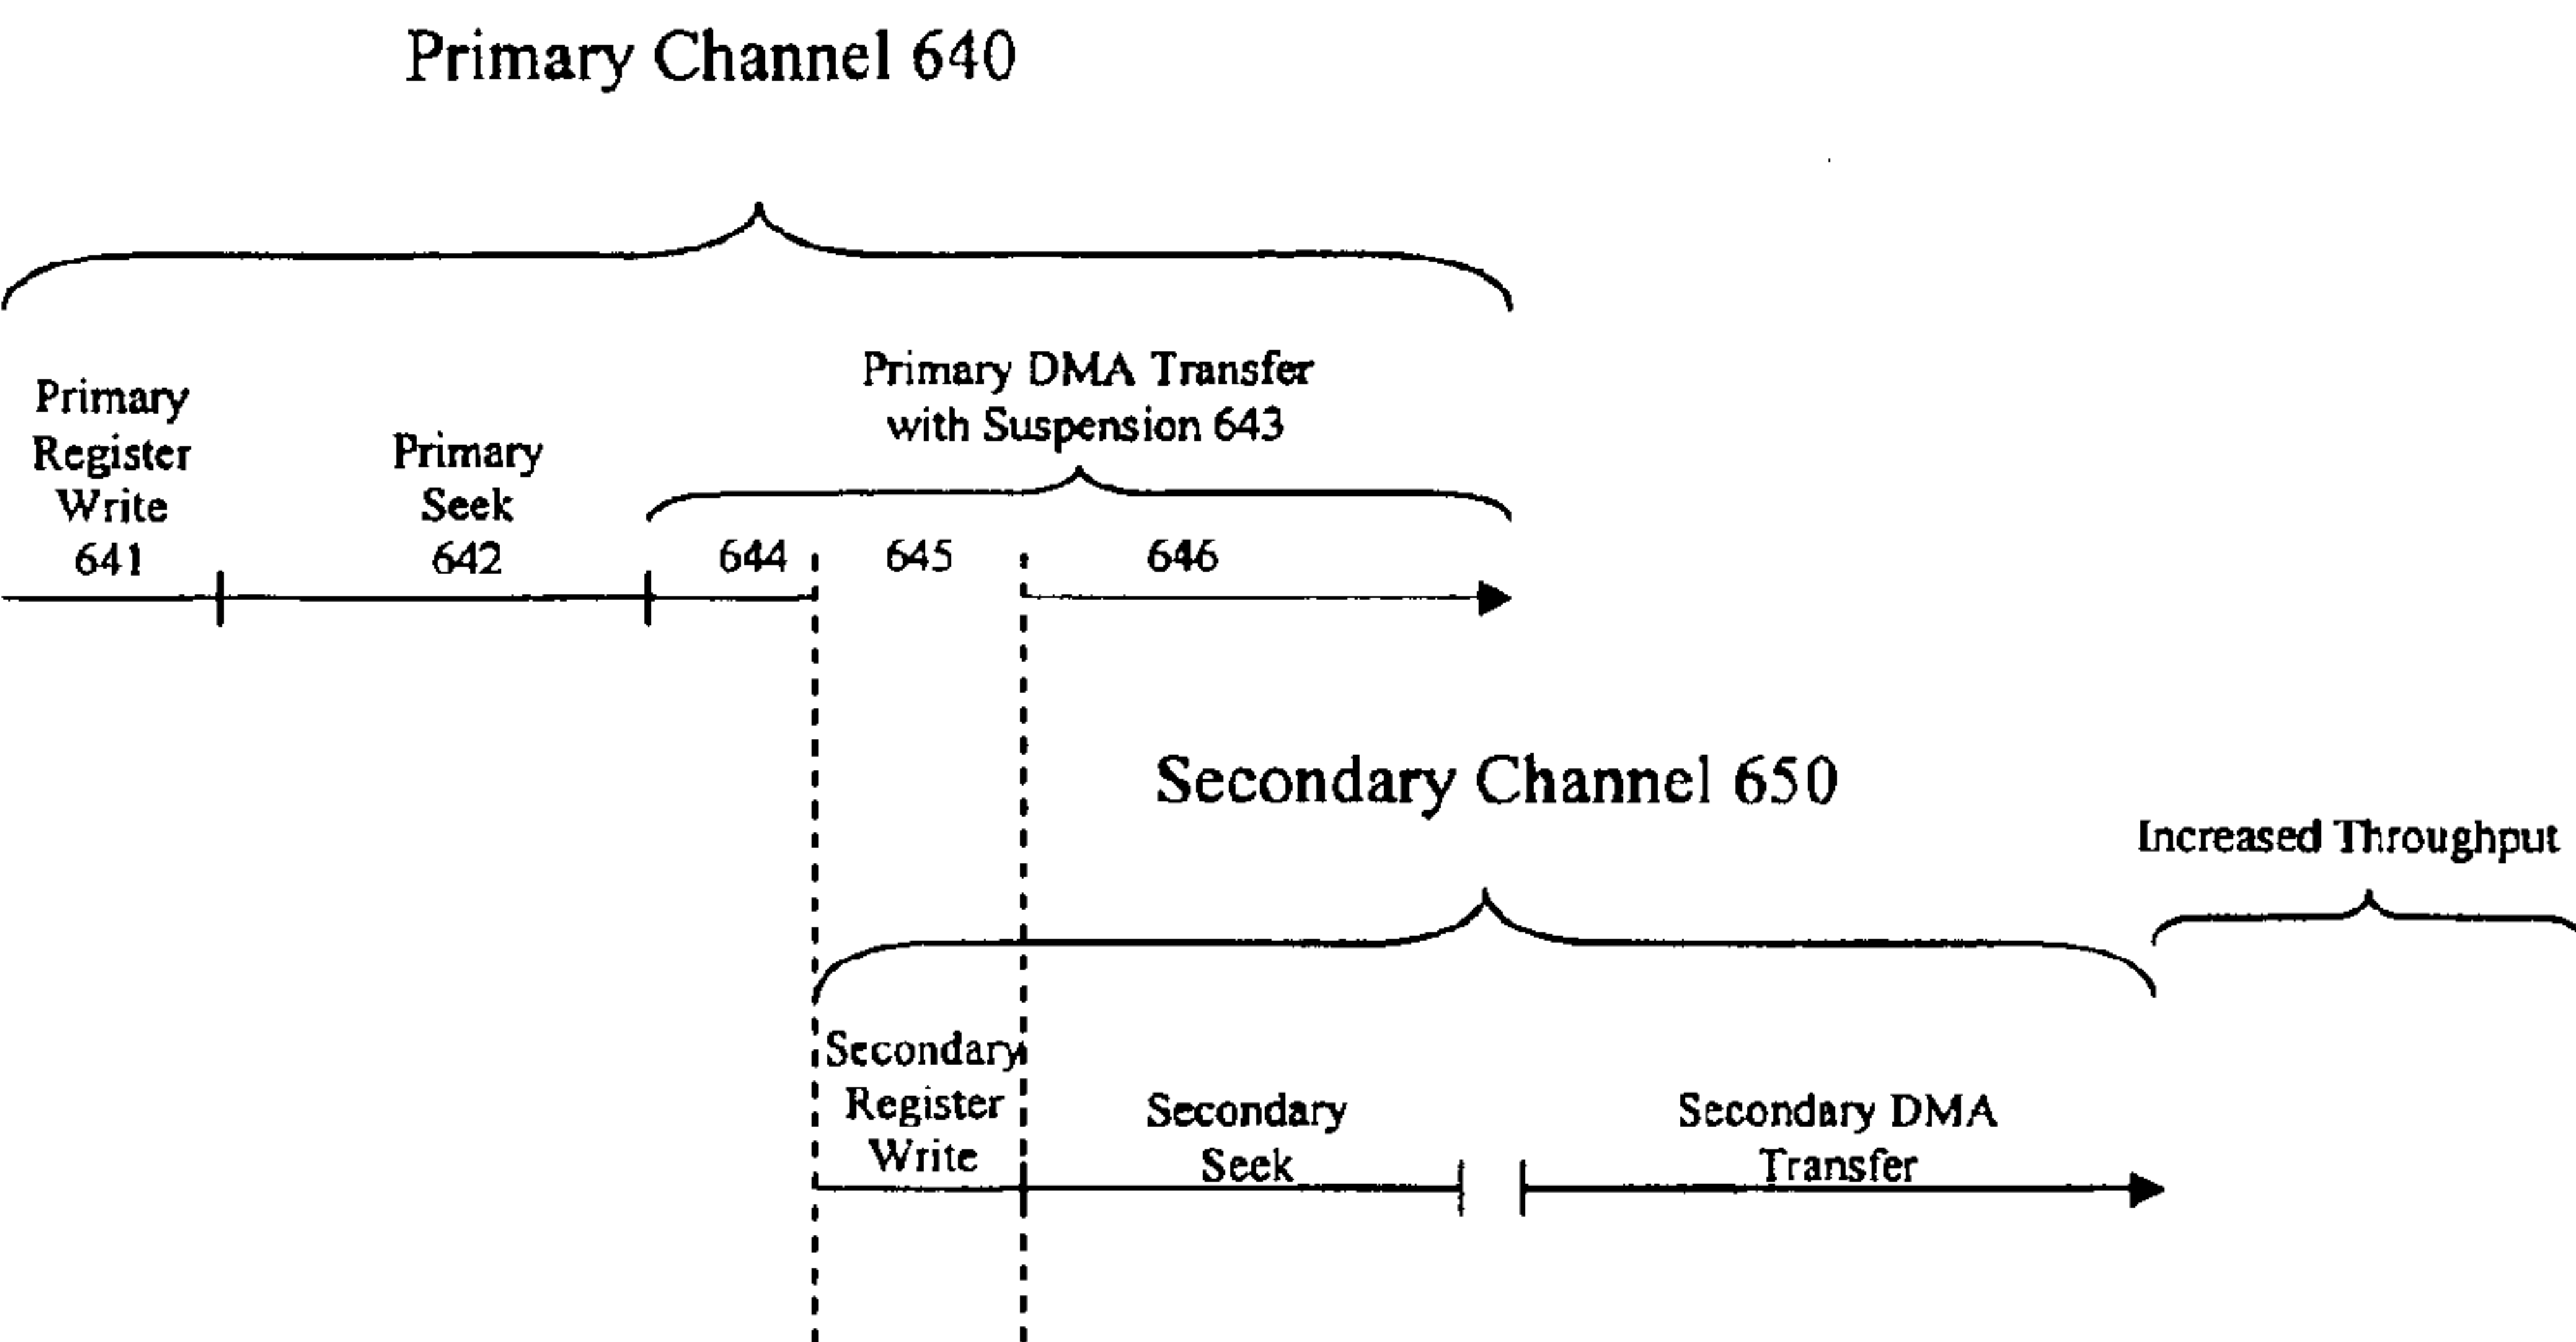 Primary Channel 640
Primary DMA Transfer
with Suspension 643
Primary
Register
Write
641
Primary
Seek
642
644
645
646
Secondary Channel 650
Increased Throughput
Secondary
Register
Write
Secondary
Seek
Secondary DMA
Transfer